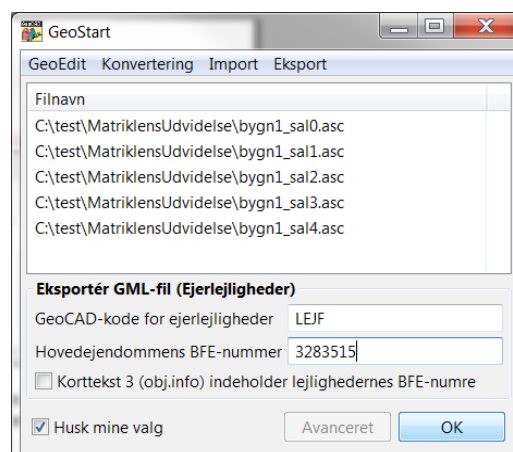 GeoStart
GeoEdit Konvertering Import Eksport
Filnavn
C:\test\MatriklensUdvidelse\bygn1_sal0.asc
C:\test\MatriklensUdvidelse\bygn1_sal1.asc
C:\test\MatriklensUdvidelse\bygn1_sal2.asc
C:\test\MatriklensUdvidelse\bygn1_sal3.asc
C:\test\MatriklensUdvidelse\bygn1_sal4.asc
Eksportér GML-fil (Ejerlejligheder)
GeoCAD-kode for ejerlejligheder LEJF
Hovedejendommens BFE-nummer 3283515
Korttekst 3 (obj.info) indeholder lejlighedernes BFE-numre
Husk mine valg Avanceret OK